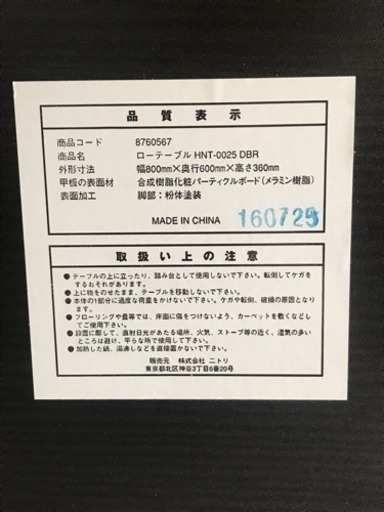 品質表示
商品コード 8760567
商品名 ローテーブル HNT-0025 DBR
外形寸法 幅800mm×奥行600mm×高さ360mm
甲板の表面材 合成樹脂化粧パーティクルボード(メラミン樹脂)
表面加工 脚部:粉体塗装
MADE IN CHINA 160725
取扱い上の注意
●テーブルの上に立ったり、踏み台として使用しないで下さい。転倒してケガを
するおそれがあります。
●上に物をのせたまま、テーブルを移動しないで下さい。
●本体の1部分に過度な荷重をかけないで下さい。ケガや転倒、破損の原因となり
ます。
●フローリングや畳等では、床面に傷をつけないよう、カーペットを敷くなどし
てご使用下さい。
●設置に際して、直射日光があたる場所、火気、ストーブ等の近く、湿気の多い
ところは避け、平らな所で使用して下さい。
●加熱した鍋、湯沸しなどを直接置かないで下さい。
販売元 株式会社 ニトリ
東京都北区神谷3丁目6番20号